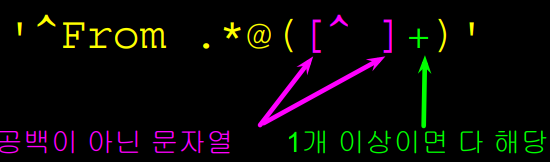 '^From .*@([^ ]+)'
공백이 아닌 문자열 1개 이상이면 다 해당